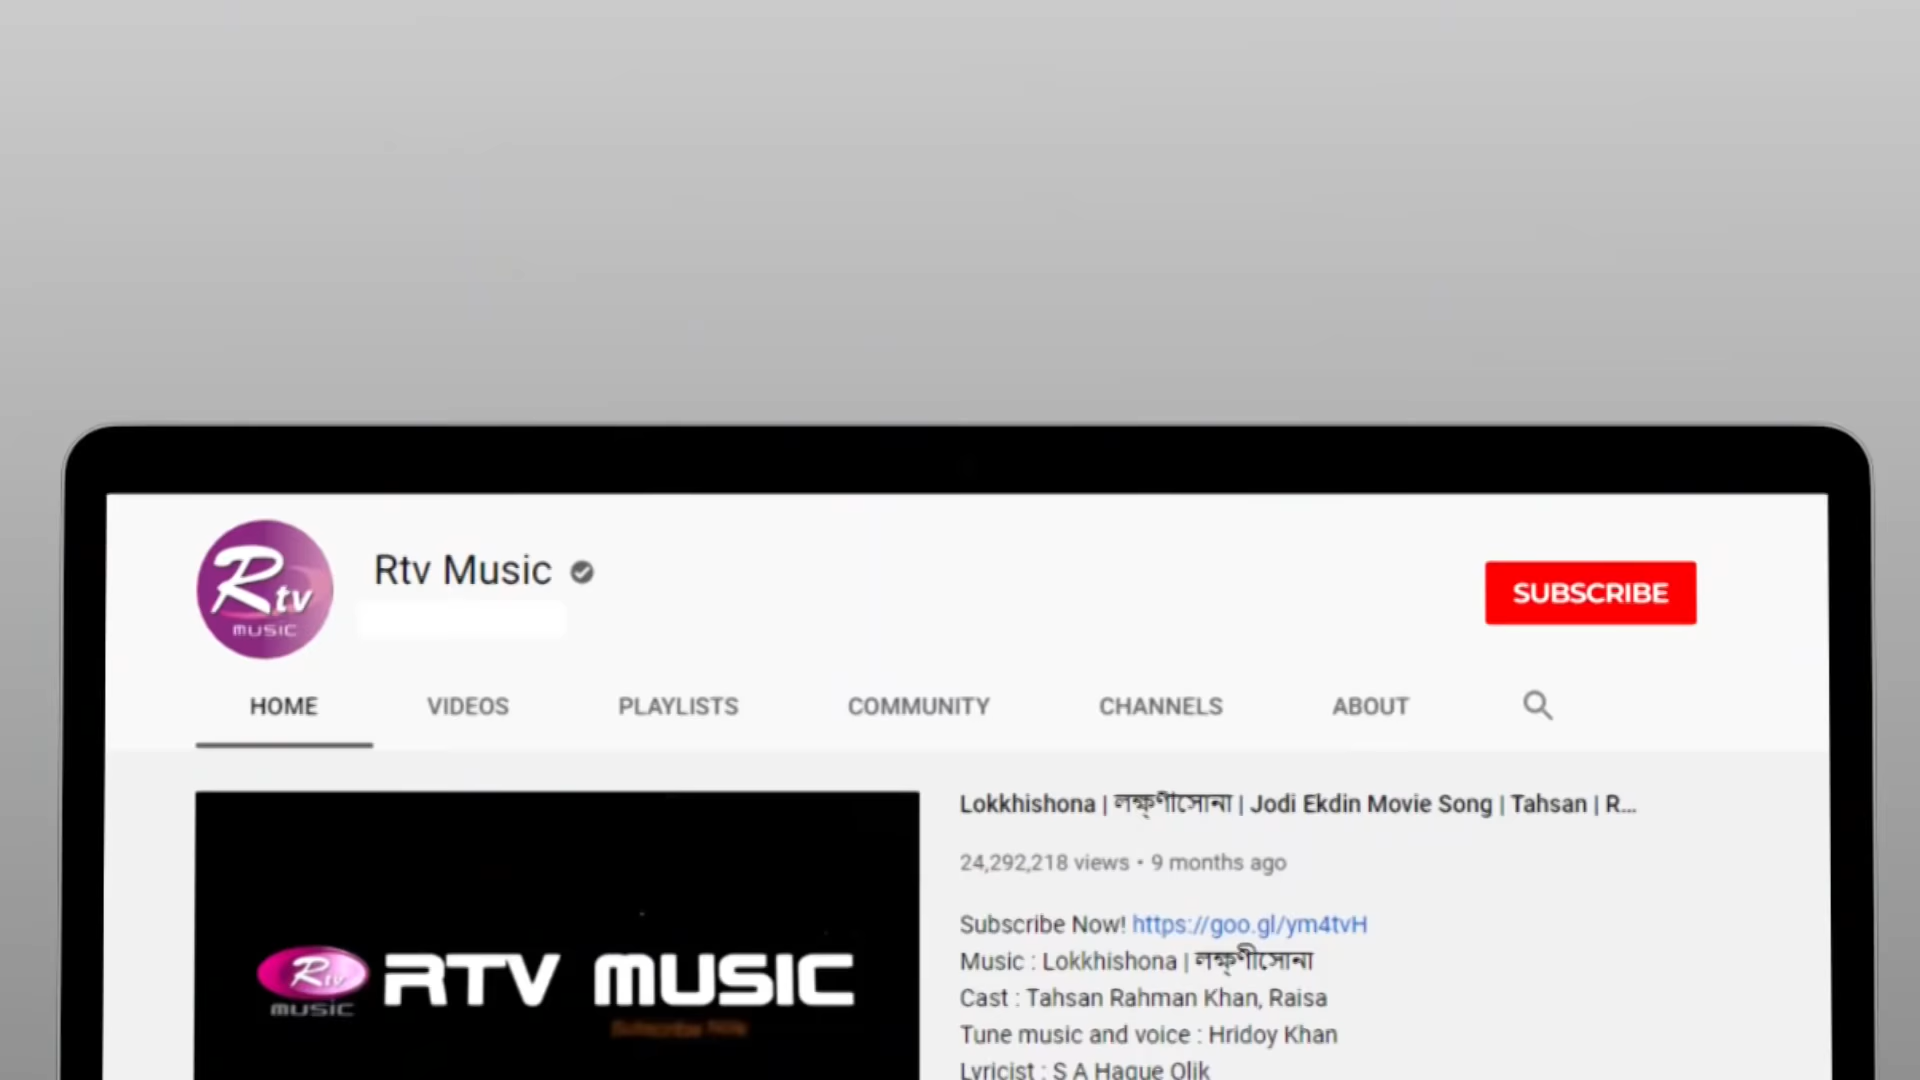 Rtv
MUSIC
Rtv Music
SUBSCRIBE
HOME VIDEOS PLAYLISTS COMMUNITY CHANNELS ABOUT
Lokkhishona | লক্ষ্ণীসোনা | Jodi Ekdin Movie Song | Tahsan | R...
24,292,218 views • 9 months ago
Subscribe Now! https://goo.gl/ym4tvH
Music : Lokkhishona | লক্ষ্ণীসোনা
Cast : Tahsan Rahman Khan, Raisa
Tune music and voice : Hridoy Khan
Lyricist : S A Haque Olik
Rtv
MUSIC
RTV MUSIC
Subscribe Now